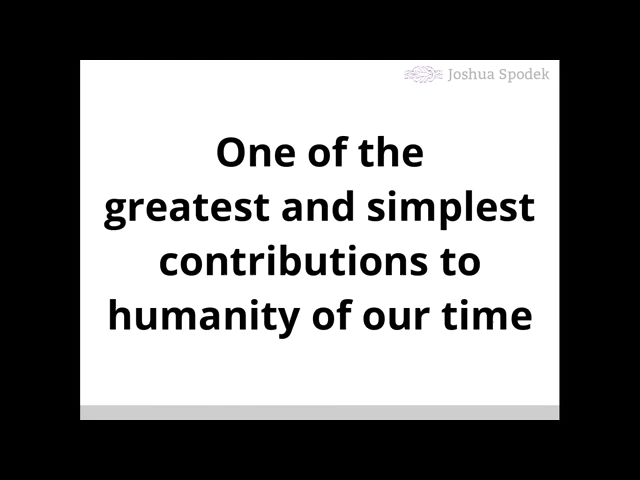 Joshua Spodek
One of the
greatest and simplest
contributions to
humanity of our time